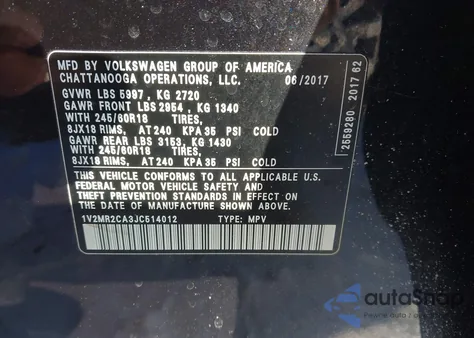 MFD BY VOLKSWAGEN GROUP OF AMERICA
CHATTANOOGA OPERATIONS, LLC. 06/2017
GVWR LBS 5997, KG 2720
GAWR FRONT LBS 2954, KG 1340
WITH 245/60R18 TIRES,
8JX18 RIMS, AT 240 KPA 35 PSI COLD
GAWR REAR LBS 3153, KG 1430
WITH 245/60R18 TIRES,
8JX18 RIMS, AT 240 KPA 35 PSI COLD
THIS VEHICLE CONFORMS TO ALL APPLICABLE U.S.
FEDERAL MOTOR VEHICLE SAFETY AND
THEFT PREVENTION STANDARDS IN EFFECT ON
THE DATE OF MANUFACTURE SHOWN ABOVE.
1V2MR2CA3JC514012 TYPE: MPV
2559280 2017 62
autoSnap